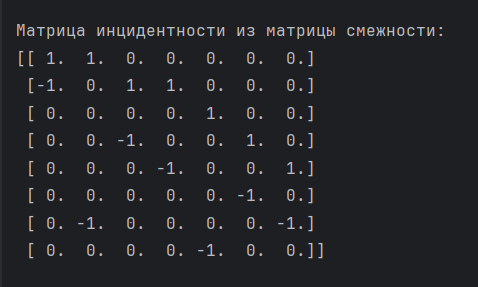 Матрица инцидентности из матрицы смежности:
[[ 1.  1.  0.  0.  0.  0.  0.]
 [-1.  0.  1.  1.  0.  0.  0.]
 [ 0.  0.  0.  0.  1.  0.  0.]
 [ 0.  0. -1.  0.  0.  1.  0.]
 [ 0.  0.  0. -1.  0.  0.  1.]
 [ 0.  0.  0.  0.  0. -1.  0.]
 [ 0. -1.  0.  0.  0.  0. -1.]
 [ 0.  0.  0.  0. -1.  0.  0.]]